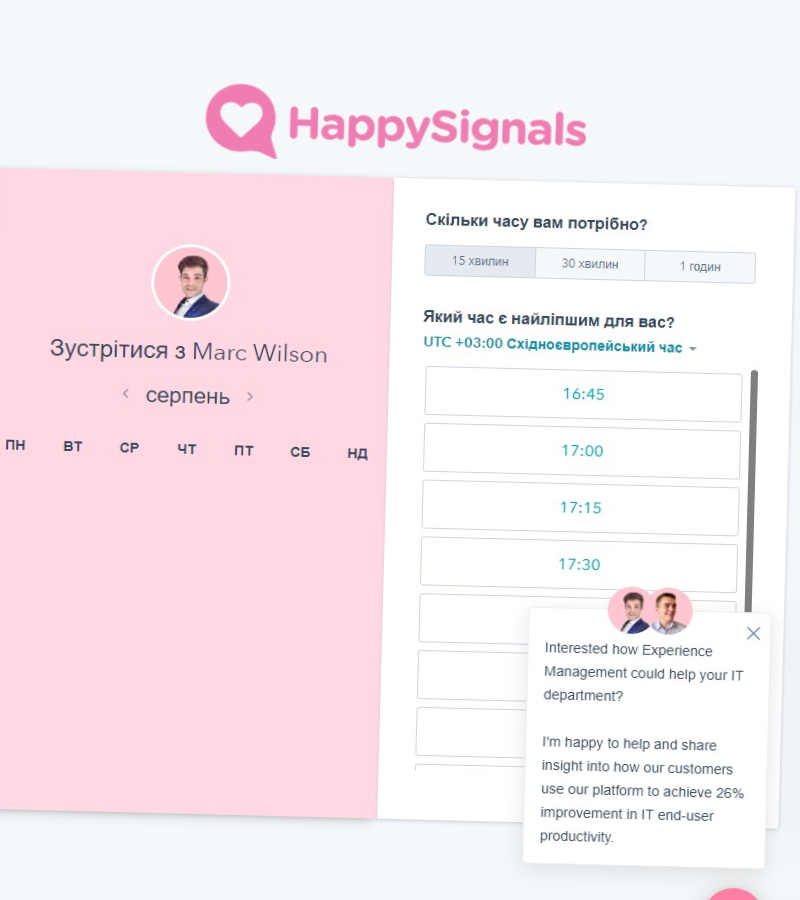 HappySignals
Зустрітися з Marc Wilson
серпень
ПН ВТ СР ЧТ ПТ СБ НД
Скільки часу вам потрібно?
15 хвилин 30 хвилин 1 годин
Який час є найліпшим для вас?
UTC +03:00 Східноєвропейський час
16:45
17:00
17:15
17:30
Interested how Experience
Management could help your IT
department?
I'm happy to help and share
insight into how our customers
use our platform to achieve 26%
improvement in IT end-user
productivity.